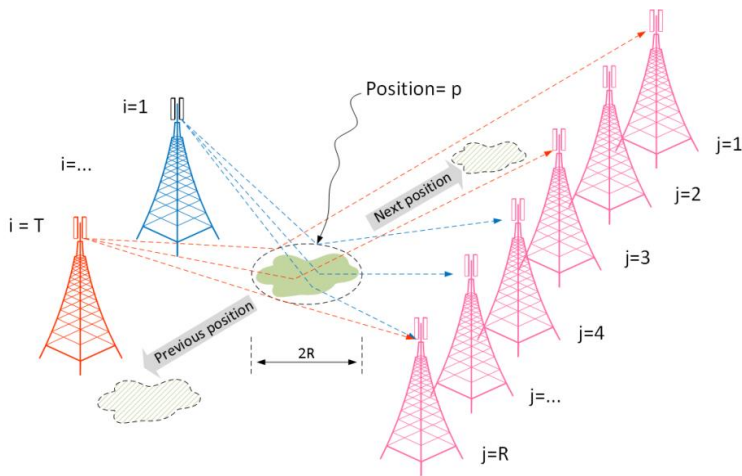 Position= p
i=1
i=...
i = T
Next position
Previous position
2R
j=1
j=2
j=3
j=4
j=...
j=R